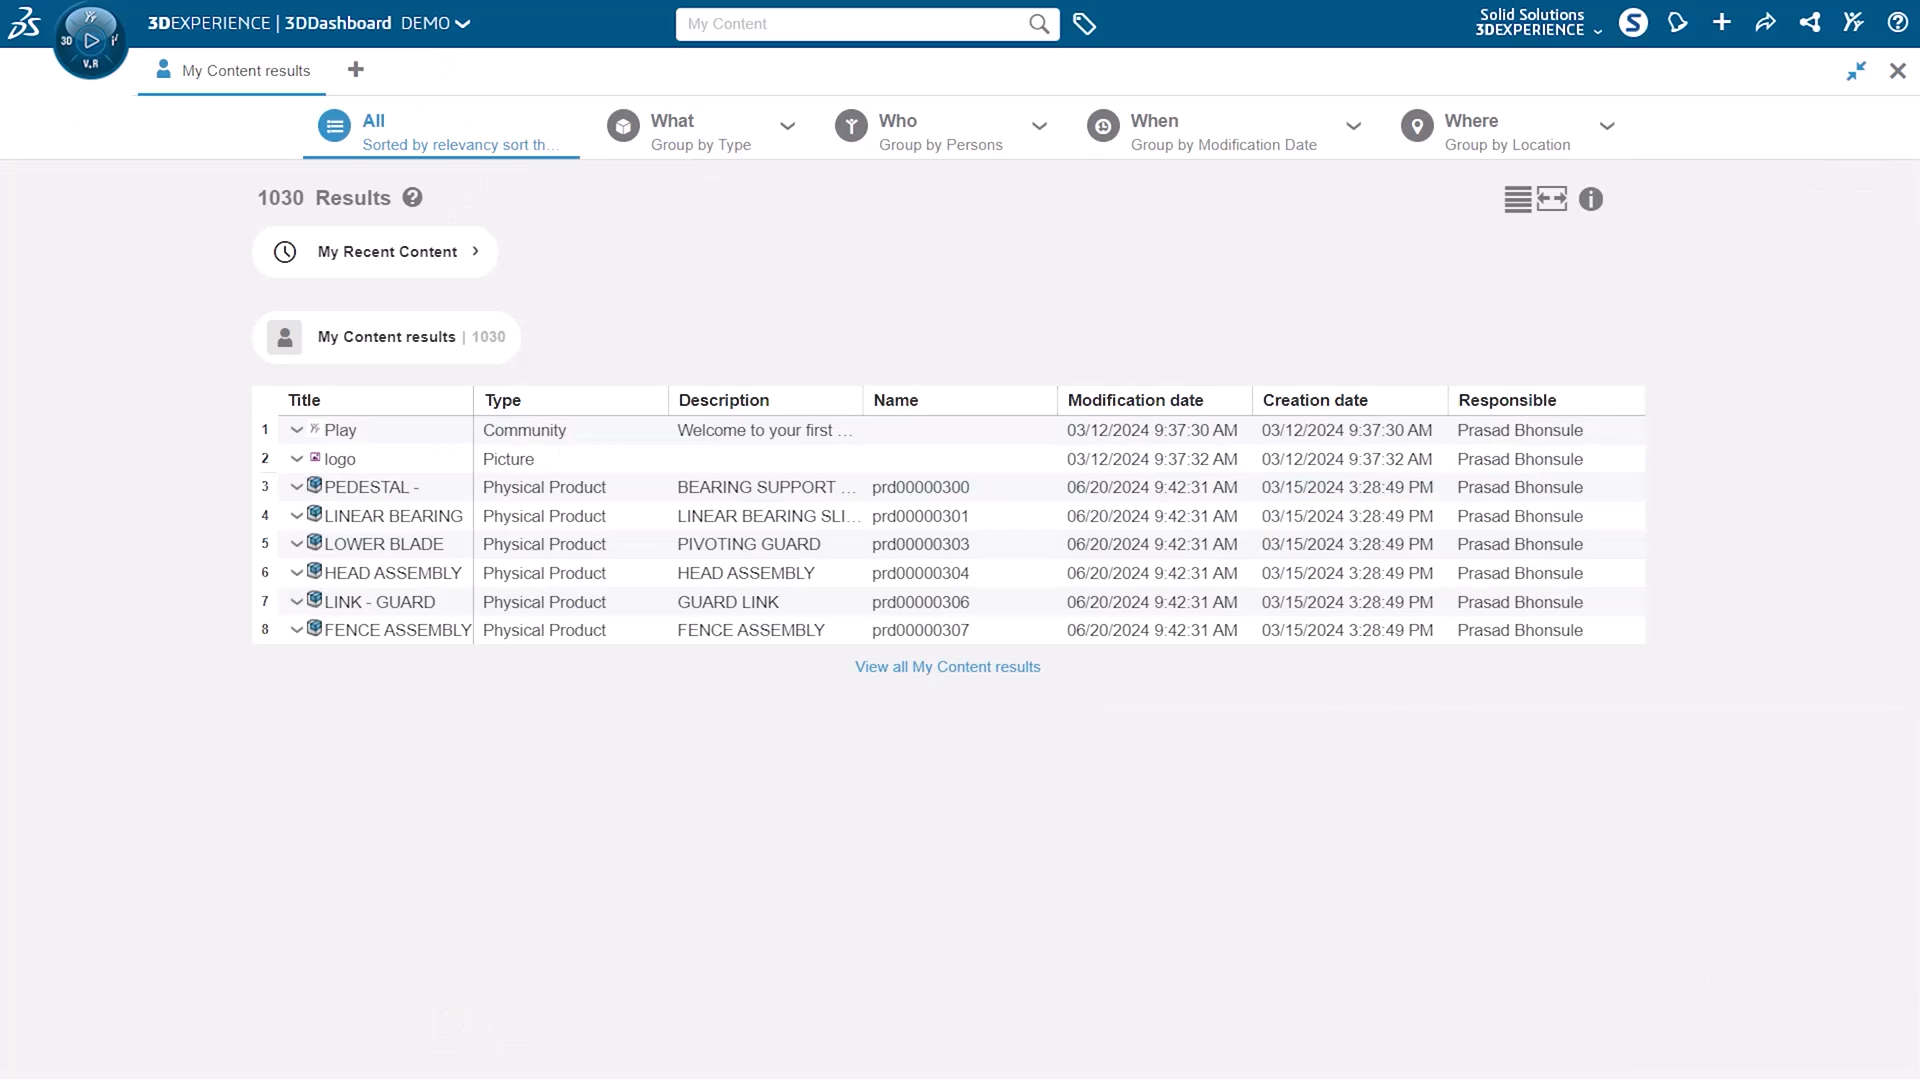 3DEXPERIENCE | 3DDashboard DEMO
My Content
Solid Solutions
3DEXPERIENCE
3D
V.R
My Content results
All
Sorted by relevancy sort th...
What
Group by Type
Who
Group by Persons
When
Group by Modification Date
Where
Group by Location
1030 Results
My Recent Content
My Content results | 1030
Title Type Description Name Modification date Creation date Responsible
1 Play Community Welcome to your first ... 03/12/2024 9:37:30 AM 03/12/2024 9:37:30 AM Prasad Bhonsule
2 logo Picture 03/12/2024 9:37:32 AM 03/12/2024 9:37:32 AM Prasad Bhonsule
3 PEDESTAL - Physical Product BEARING SUPPORT ... prd00000300 06/20/2024 9:42:31 AM 03/15/2024 3:28:49 PM Prasad Bhonsule
4 LINEAR BEARING Physical Product LINEAR BEARING SLI... prd00000301 06/20/2024 9:42:31 AM 03/15/2024 3:28:49 PM Prasad Bhonsule
5 LOWER BLADE Physical Product PIVOTING GUARD prd00000303 06/20/2024 9:42:31 AM 03/15/2024 3:28:49 PM Prasad Bhonsule
6 HEAD ASSEMBLY Physical Product HEAD ASSEMBLY prd00000304 06/20/2024 9:42:31 AM 03/15/2024 3:28:49 PM Prasad Bhonsule
7 LINK - GUARD Physical Product GUARD LINK prd00000306 06/20/2024 9:42:31 AM 03/15/2024 3:28:49 PM Prasad Bhonsule
8 FENCE ASSEMBLY Physical Product FENCE ASSEMBLY prd00000307 06/20/2024 9:42:31 AM 03/15/2024 3:28:49 PM Prasad Bhonsule
View all My Content results